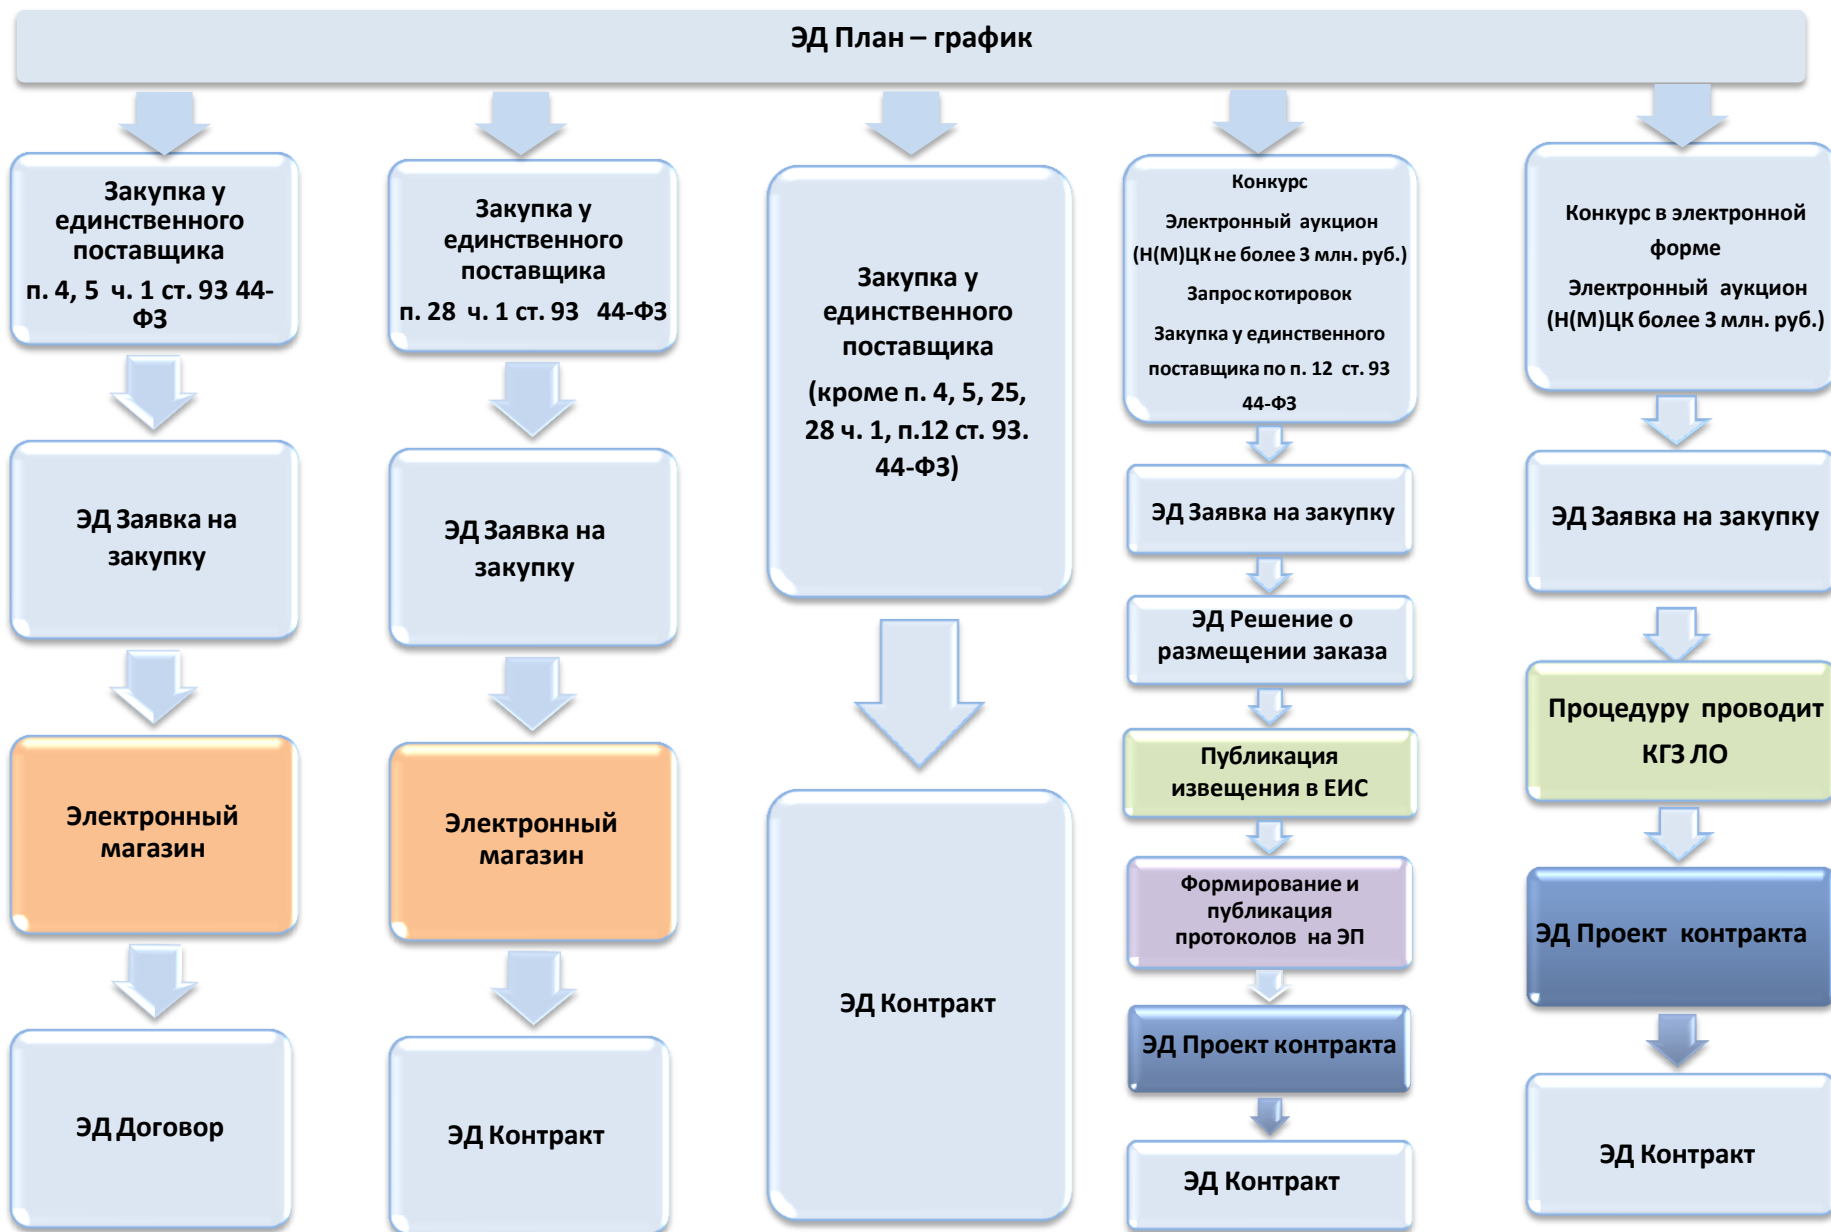 ЭД План – график
Закупка у
единственного
поставщика
п. 4, 5 ч. 1 ст. 93 44-
ФЗ
ЭД Заявка на
закупку
Электронный
магазин
ЭД Договор
Закупка у
единственного
поставщика
п. 28 ч. 1 ст. 93 44-ФЗ
ЭД Заявка на
закупку
Электронный
магазин
ЭД Контракт
Закупка у
единственного
поставщика
(кроме п. 4, 5, 25,
28 ч. 1, п.12 ст. 93.
44-ФЗ)
ЭД Контракт
Конкурс
Электронный аукцион
(Н(М)ЦК не более 3 млн. руб.)
Запрос котировок
Закупка у единственного
поставщика по п. 12 ст. 93
44-ФЗ
ЭД Заявка на закупку
ЭД Решение о
размещении заказа
Публикация
извещения в ЕИС
Формирование и
публикация
протоколов на ЭП
ЭД Проект контракта
ЭД Контракт
Конкурс в электронной
форме
Электронный аукцион
(Н(М)ЦК более 3 млн. руб.)
ЭД Заявка на закупку
Процедуру проводит
КГЗ ЛО
ЭД Проект контракта
ЭД Контракт